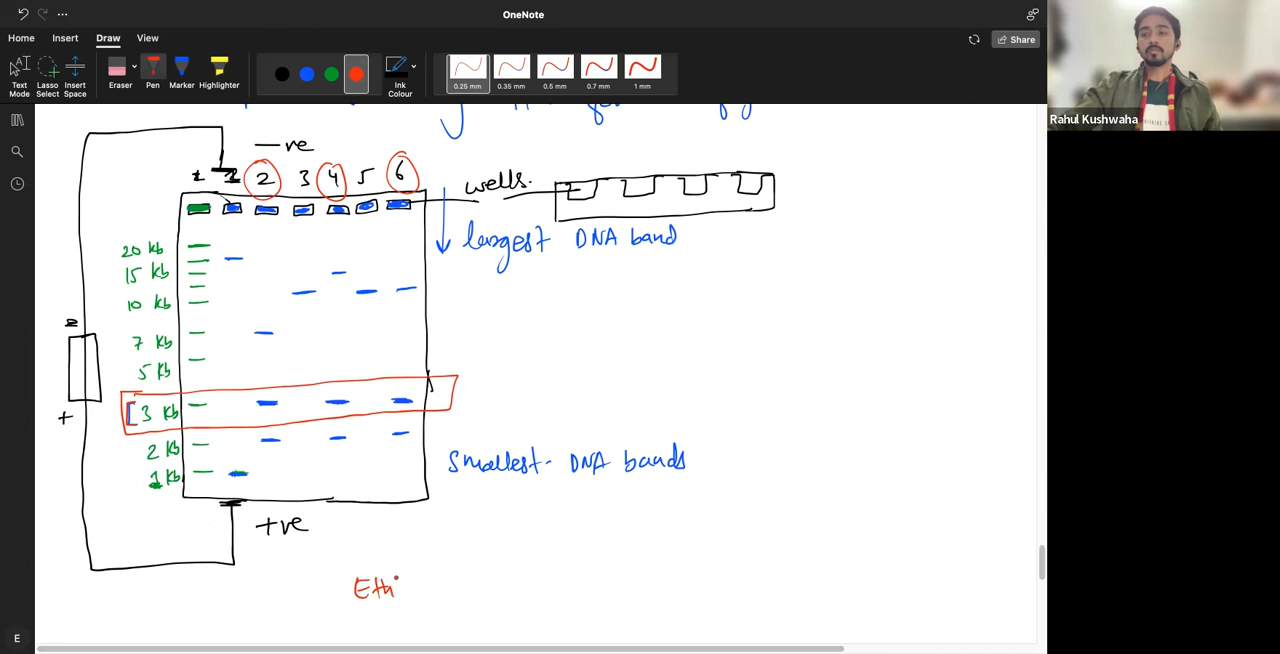 OneNote
Home Insert Draw View
Share
Text Mode
Lasso Select
Insert Space
Eraser
Pen
Marker
Highlighter
Ink Colour
0.25 mm
0.35 mm
0.5 mm
0.7 mm
1 mm
Rahul Kushwaha
-ve
2 3 4 5 6
wells.
20 kb
largest DNA band
15 kb
10 kb
7 kb
5 kb
3 kb
2 kb
1 kb
Smallest- DNA bands
+
+ve
Eth
E